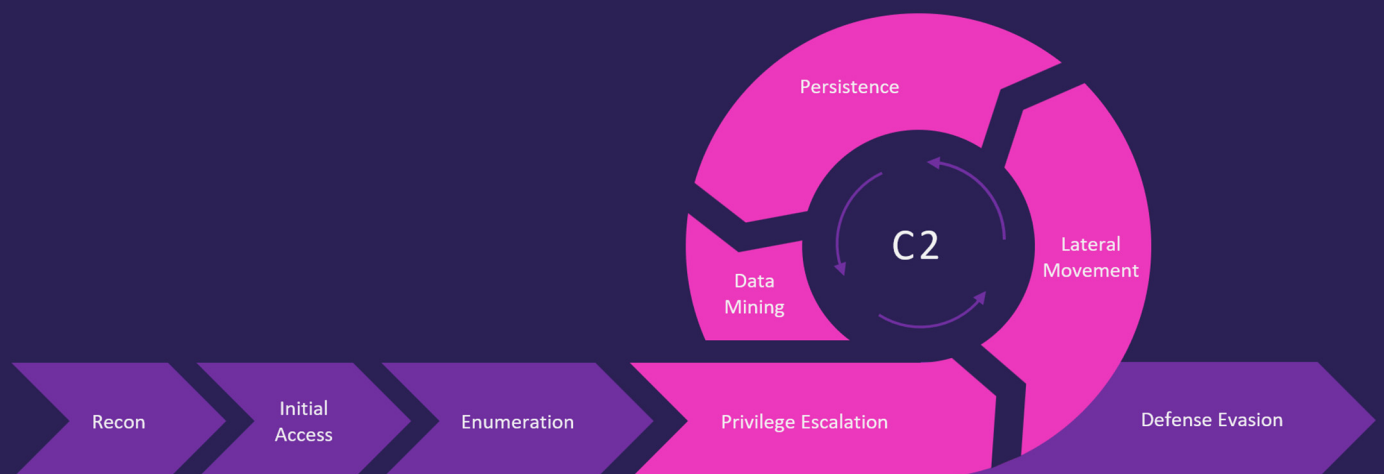 Persistence
C2
Lateral
Movement
Data
Mining
Recon
Initial
Access
Enumeration
Privilege Escalation
Defense Evasion